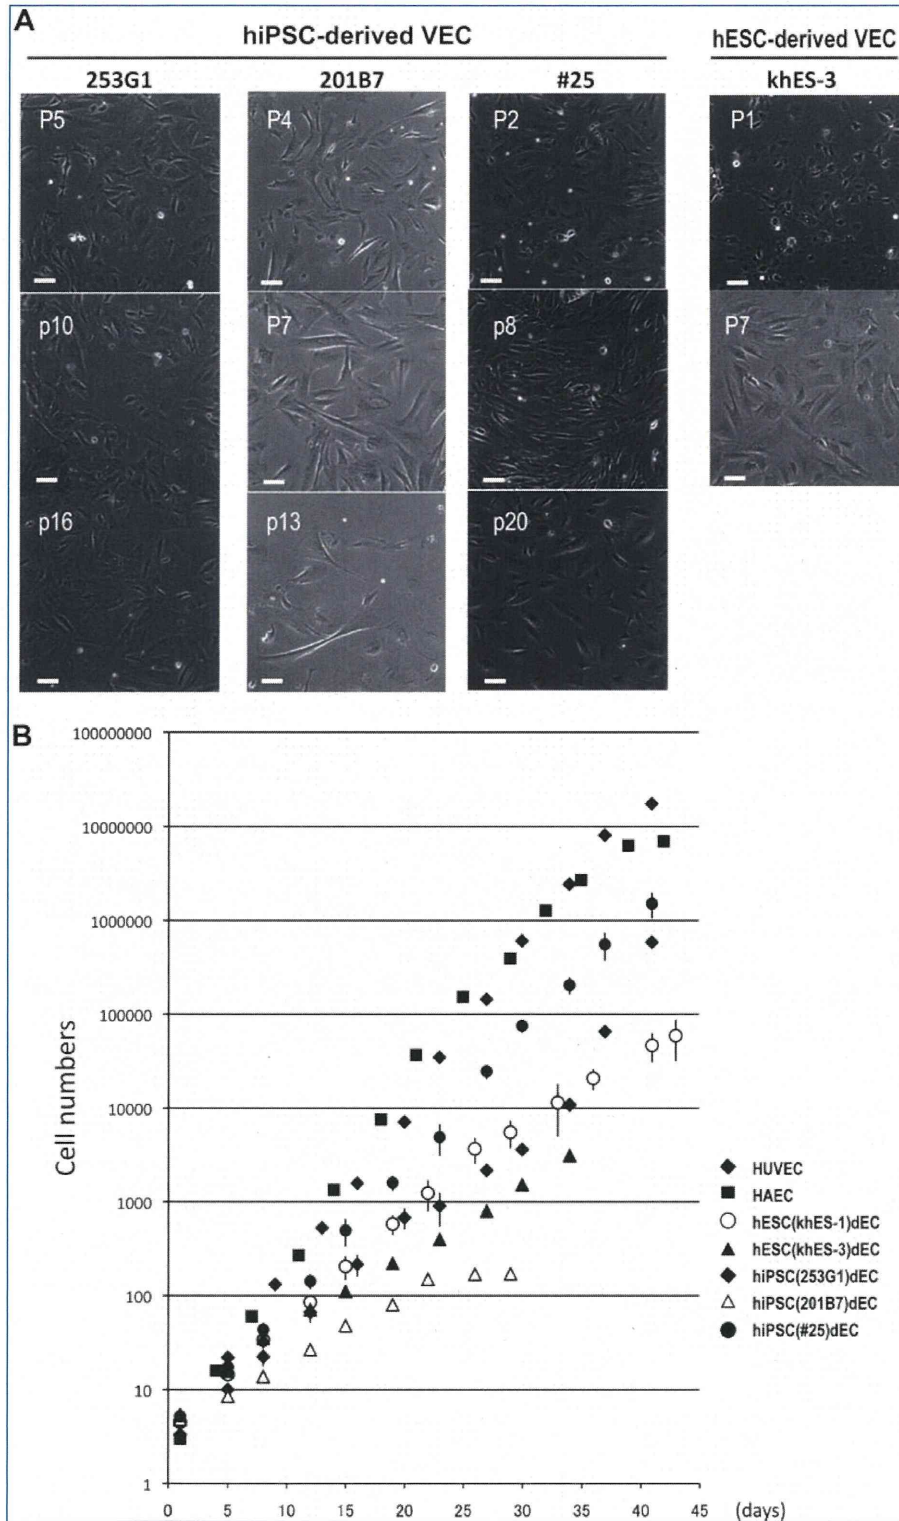 A
hiPSC-derived VEC
hESC-derived VEC
253G1
201B7
#25
khES-3
P5
P4
P2
P1
p10
P7
p8
P7
p16
p13
p20
B
100000000
10000000
1000000
100000
10000
1000
100
10
1
Cell numbers
0 5 10 15 20 25 30 35 40 45 (days)
HUVEC
HAEC
hESC(khES-1)dEC
hESC(khES-3)dEC
hiPSC(253G1)dEC
hiPSC(201B7)dEC
hiPSC(#25)dEC